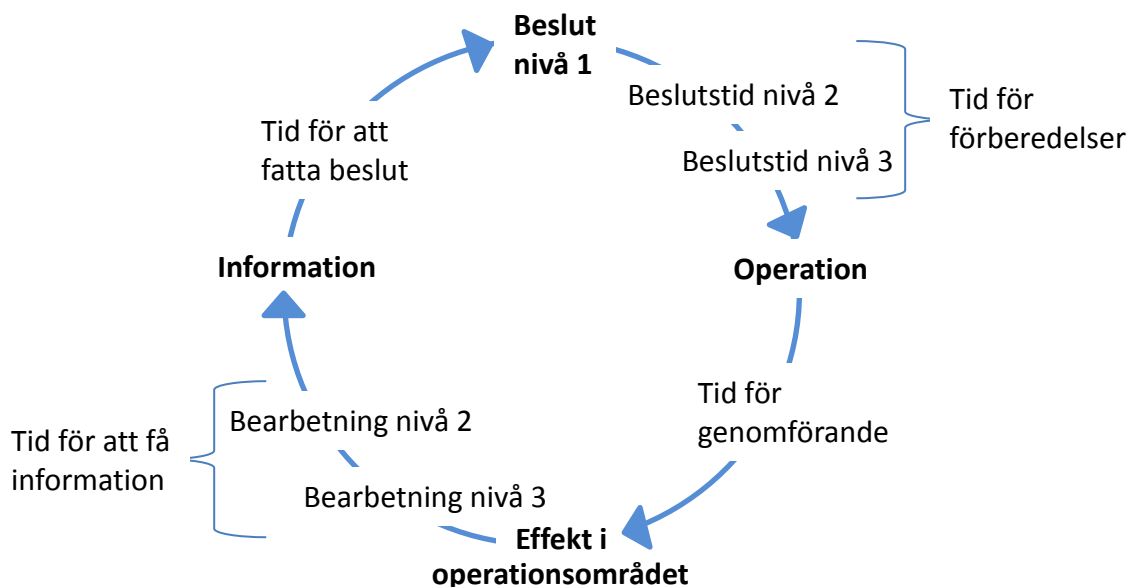 Beslut
nivå 1
Beslutstid nivå 2
Beslutstid nivå 3
Tid för
förberedelser
Tid för att
fatta beslut
Information
Operation
Tid för
genomförande
Tid för att få
information
Bearbetning nivå 2
Bearbetning nivå 3
Effekt i
operationsområdet